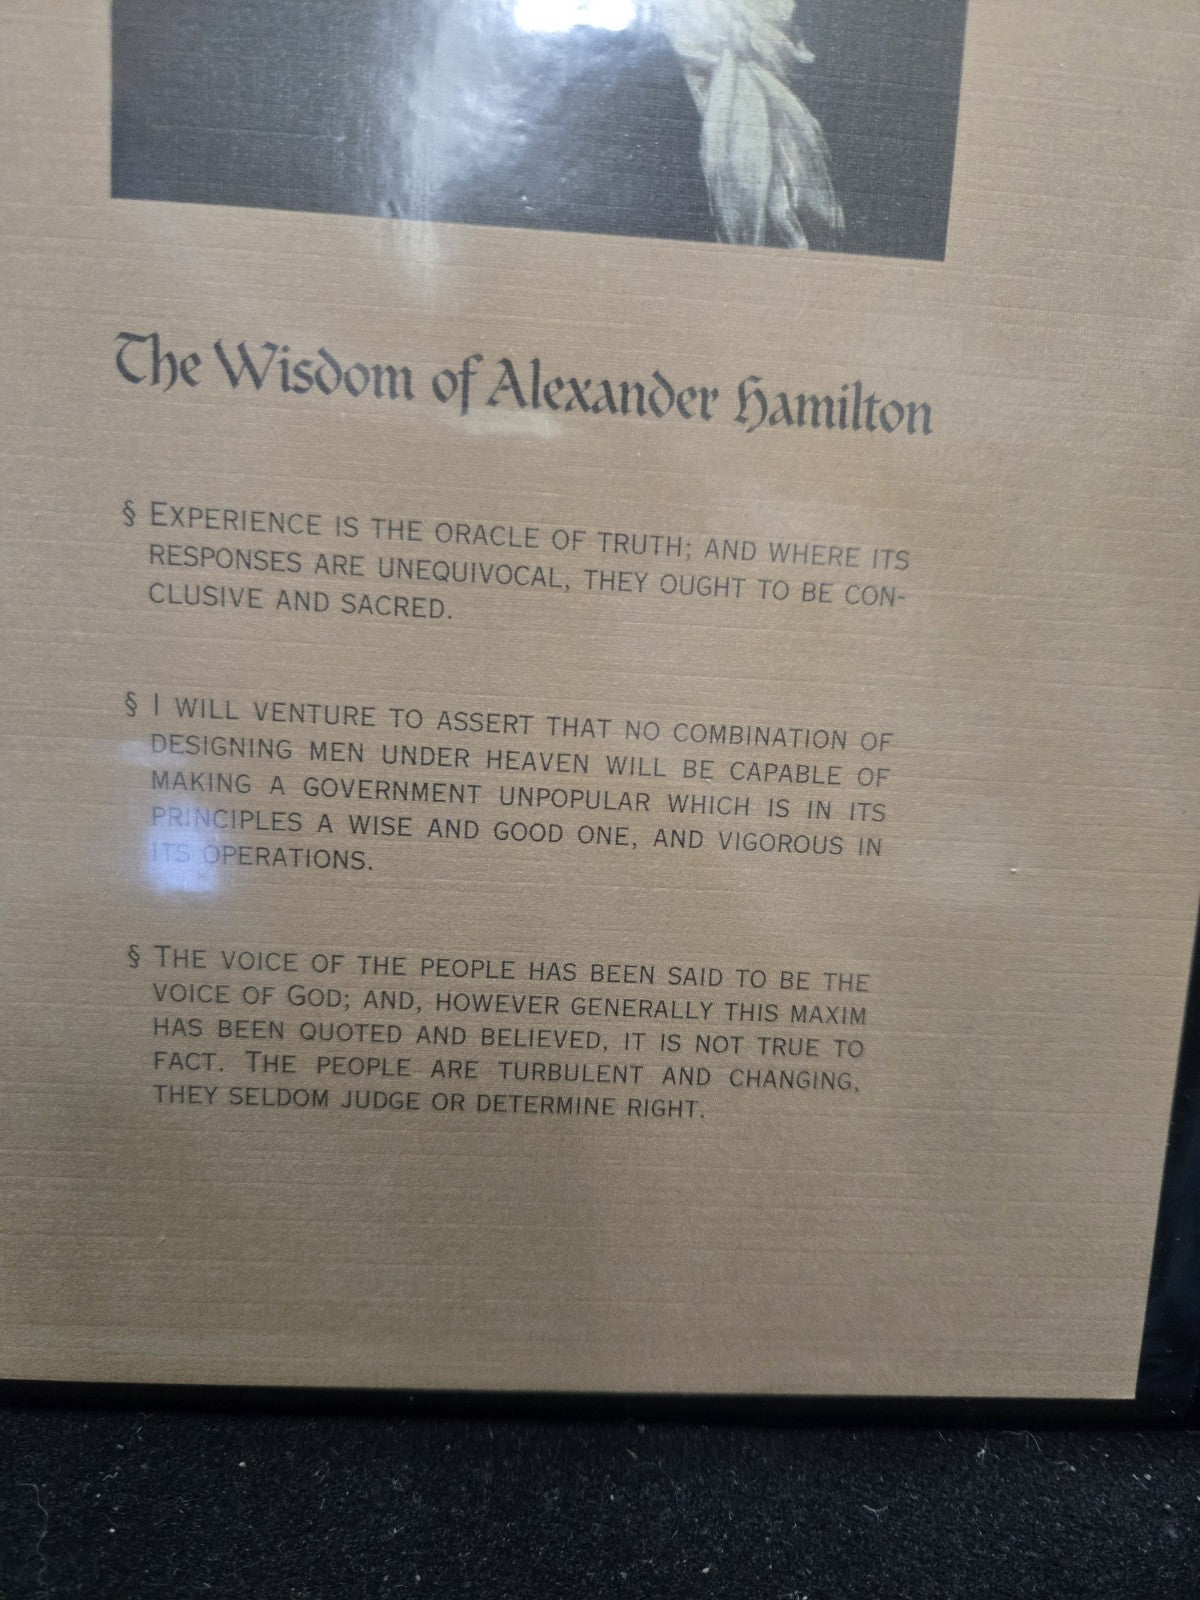 The Wisdom of Alexander Hamilton
§ EXPERIENCE IS THE ORACLE OF TRUTH; AND WHERE ITS
RESPONSES ARE UNEQUIVOCAL, THEY OUGHT TO BE CON-
CLUSIVE AND SACRED.
§ I WILL VENTURE TO ASSERT THAT NO COMBINATION OF
DESIGNING MEN UNDER HEAVEN WILL BE CAPABLE OF
MAKING A GOVERNMENT UNPOPULAR WHICH IS IN ITS
PRINCIPLES A WISE AND GOOD ONE, AND VIGOROUS IN
ITS OPERATIONS.
§ THE VOICE OF THE PEOPLE HAS BEEN SAID TO BE THE
VOICE OF GOD; AND, HOWEVER GENERALLY THIS MAXIM
HAS BEEN QUOTED AND BELIEVED, IT IS NOT TRUE TO
FACT. THE PEOPLE ARE TURBULENT AND CHANGING,
THEY SELDOM JUDGE OR DETERMINE RIGHT.